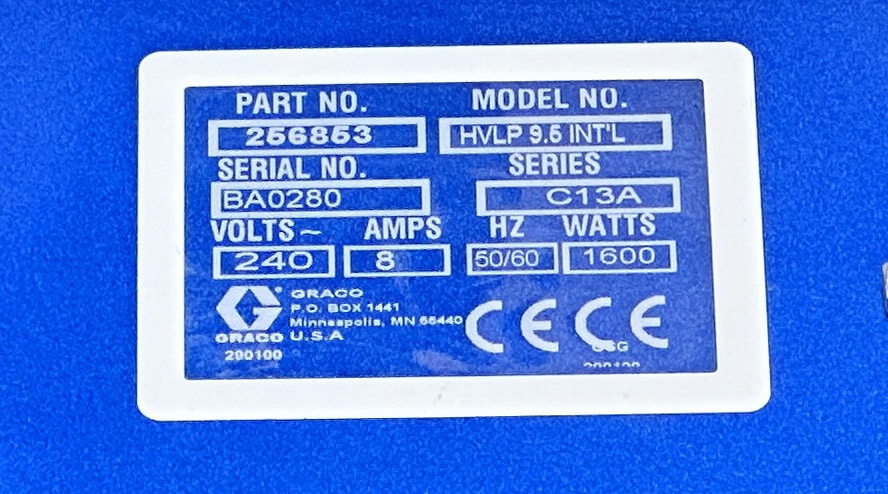 PART NO. MODEL NO.
256853 HVLP 9.5 INT'L
SERIAL NO. SERIES
BA0280 C13A
VOLTS~ AMPS HZ WATTS
240 8 50/60 1600
GRACO
P.O. BOX 1441
Minneapolis, MN 55440
U.S.A
GRACO
290100
CE CE